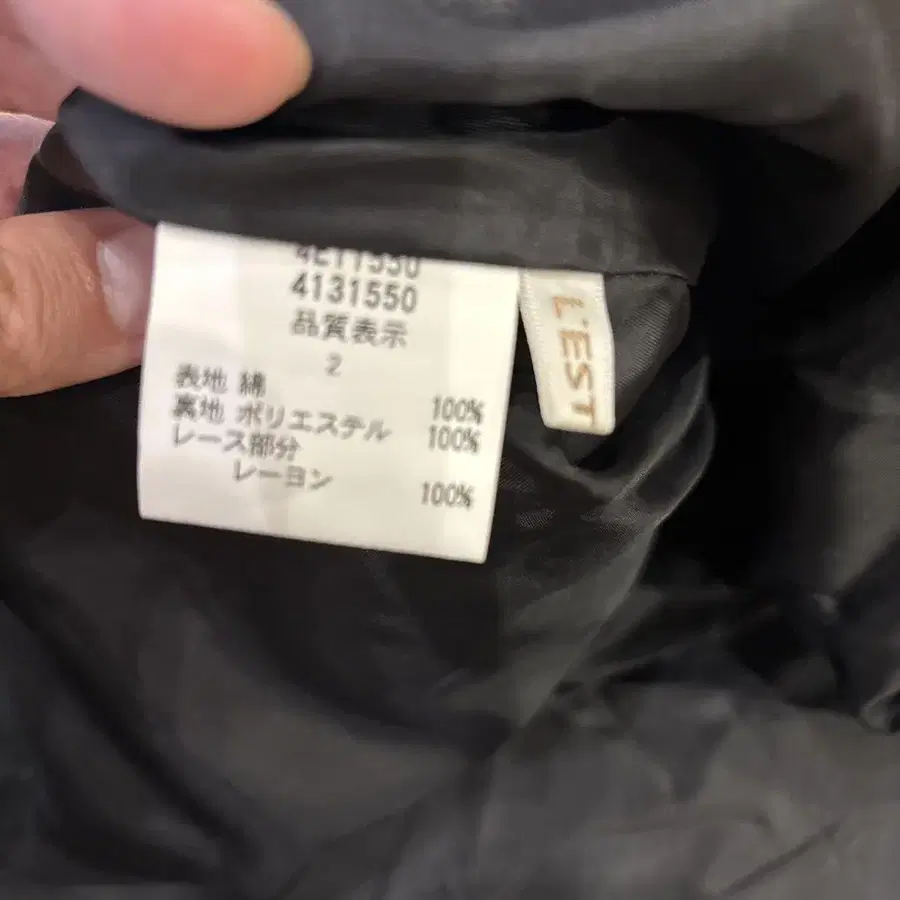 4131550
品質表示
2
表地 綿 100%
裏地 ポリエステル 100%
レース部分
レーヨン 100%
L'EST